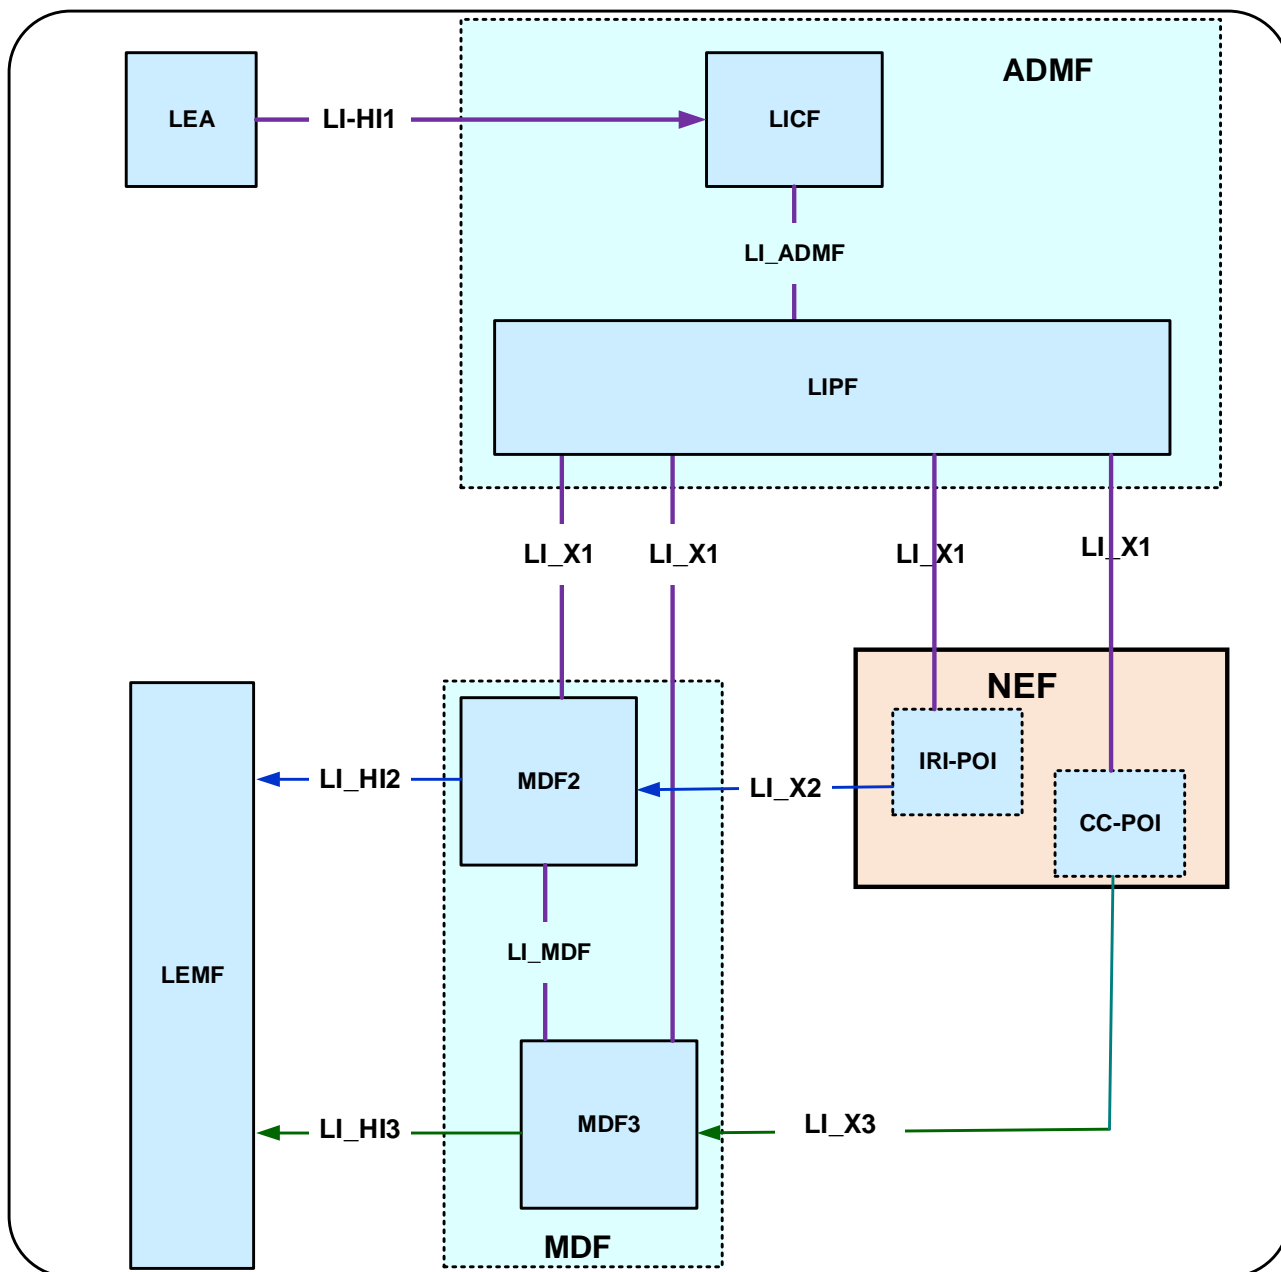 ADMF
LEA
LI-HI1
LICF
LI_ADMF
LIPF
LI_X1
LI_X1
LI_X1
LI_X1
NEF
IRI-POI
CC-POI
LI_HI2
MDF2
LI_X2
LI_MDF
LEMF
LI_HI3
MDF3
LI_X3
MDF